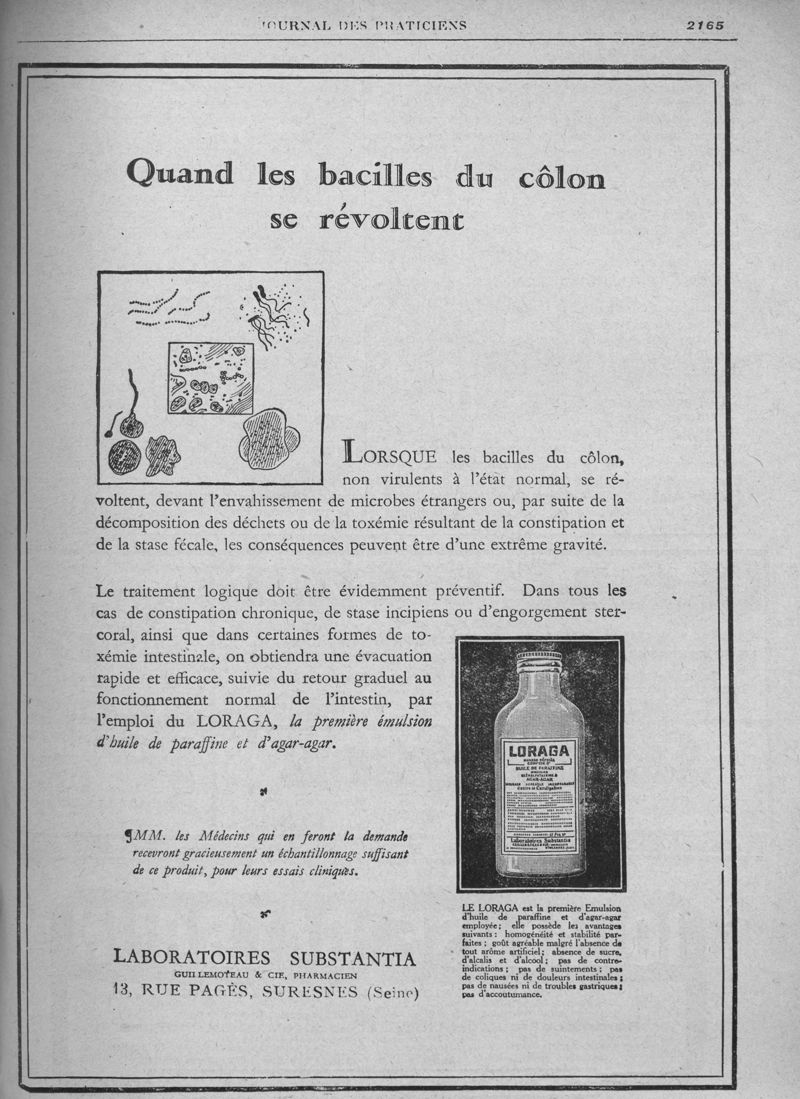 JOURNAL DES PRATICIENS
2165
Quand les bacilles du côlon
se révoltent
LORSQUE les bacilles du côlon,
non virulents à l'état normal, se ré-
voltent, devant l'envahissement de microbes étrangers ou, par suite de la
décomposition des déchets ou de la toxémie résultant de la constipation et
de la stase fécale, les conséquences peuvent être d'une extrême gravité.
Le traitement logique doit être évidemment préventif. Dans tous les
cas de constipation chronique, de stase incipiens ou d'engorgement ster-
coral, ainsi que dans certaines formes de to-
xémie intestinale, on obtiendra une évacuation
rapide et efficace, suivie du retour graduel au
fonctionnement normal de l'intestin, par
l'emploi du LORAGA, la première émulsion
d'huile de paraffine et d'agar-agar.
¶MM. les Médecins qui en feront la demande
recevront gracieusement un échantillonnage suffisant
de ce produit, pour leurs essais cliniques.
LABORATOIRES SUBSTANTIA
GUILLEMOTEAU & CIE, PHARMACIEN
13, RUE PAGÈS, SURESNES (Seine)
LORAGA
HUILE DE PARAFFINE
AGAR-AGAR
Laboratoires Substantia
LE LORAGA est la première Emulsion
d'huile de paraffine et d'agar-agar
employée; elle possède les avantages
suivants : homogénéité et stabilité par-
faites ; goût agréable malgré l'absence de
tout arôme artificiel; absence de sucre,
d'alcalis et d'alcool ; pas de contre-
indications ; pas de suintements ; pas
de coliques ni de douleurs intestinales ;
pas de nausées ni de troubles gastriques ;
pas d'accoutumance.